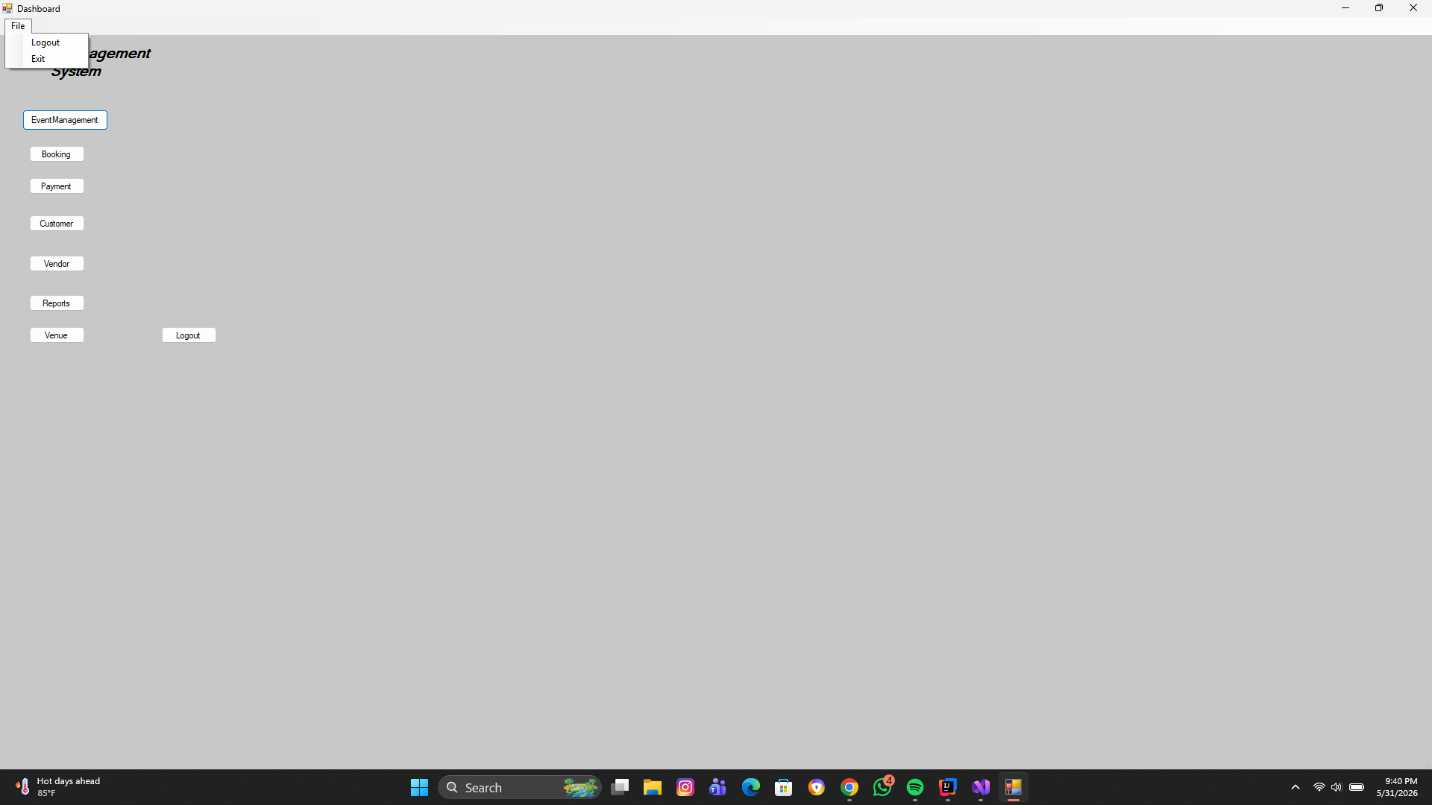 Dashboard
File
Logout
Exit
agement
System
EventManagement
Booking
Payment
Customer
Vendor
Reports
Venue
Logout
Hot days ahead
85°F
Search
4
9:40 PM
5/31/2026